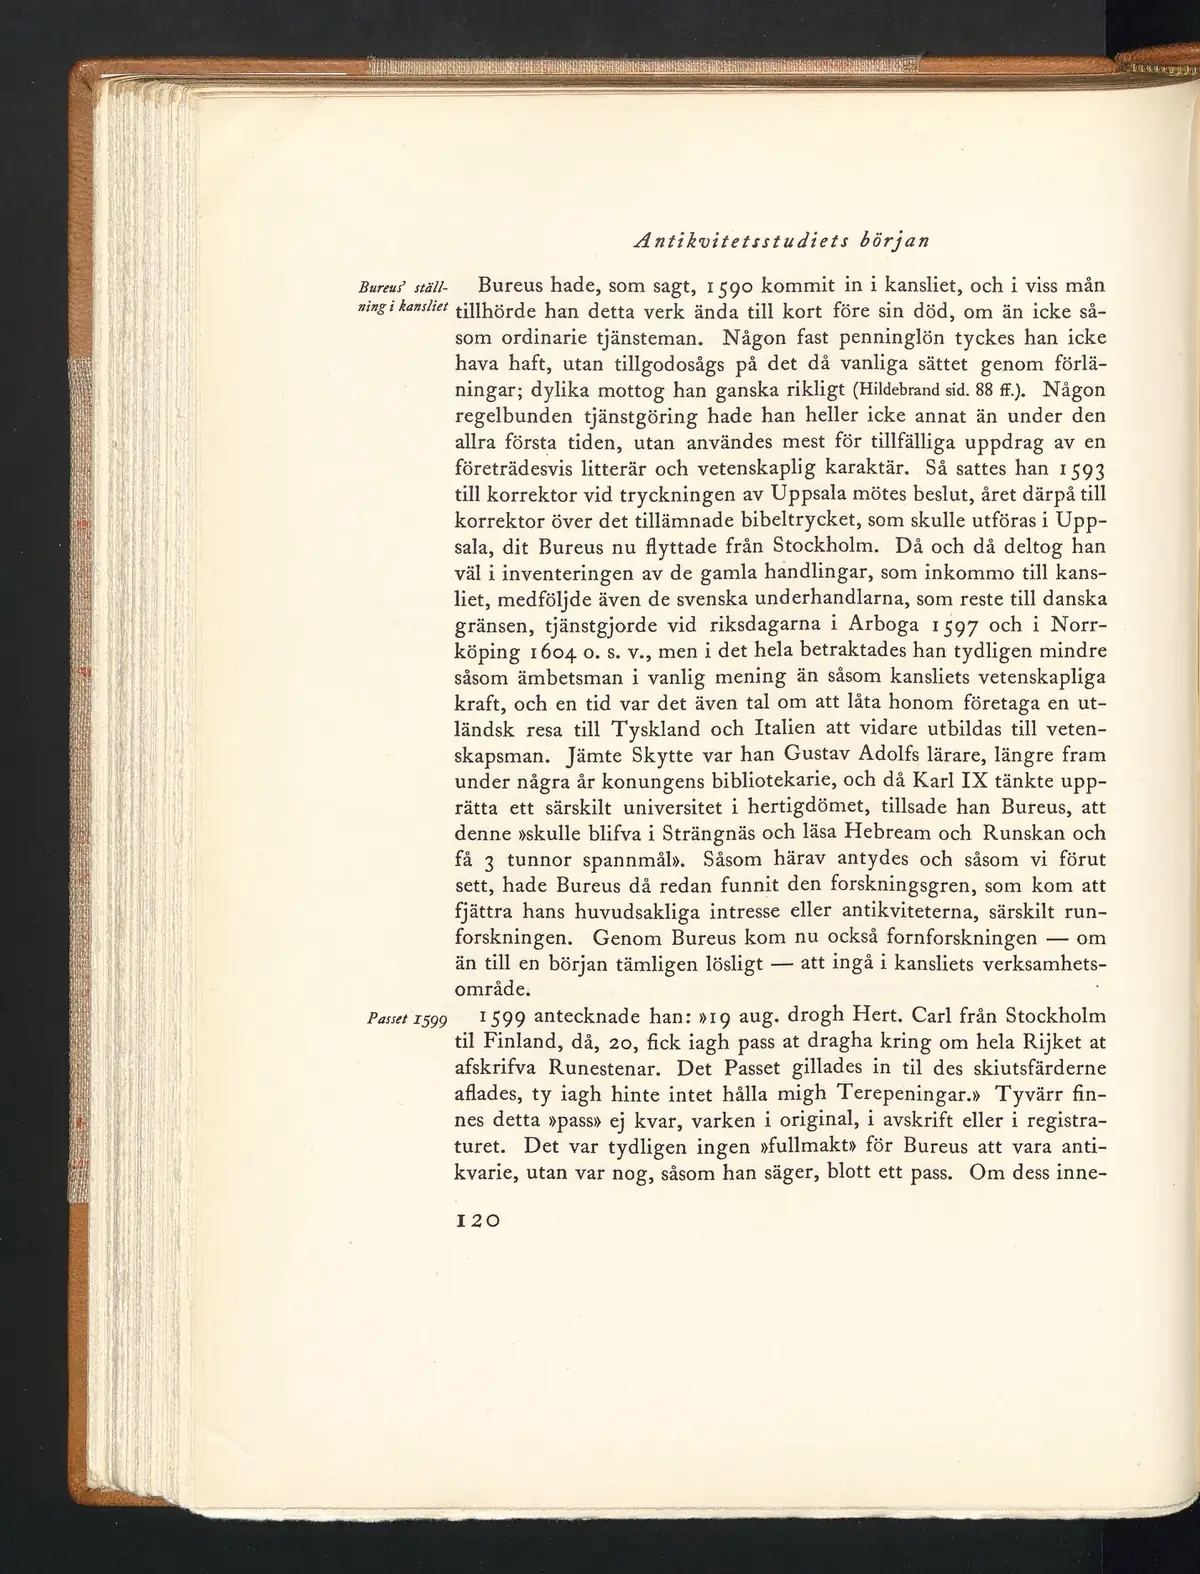 Antikvitetsstudiets början
Bureus' ställ-
ning i kansliet
Bureus hade, som sagt, 1590 kommit in i kansliet, och i viss mån
tillhörde han detta verk ända till kort före sin död, om än icke så-
som ordinarie tjänsteman. Någon fast penninglön tyckes han icke
hava haft, utan tillgodosågs på det då vanliga sättet genom förlä-
ningar; dylika mottog han ganska rikligt (Hildebrand sid. 88 ff.). Någon
regelbunden tjänstgöring hade han heller icke annat än under den
allra första tiden, utan användes mest för tillfälliga uppdrag av en
företrädesvis litterär och vetenskaplig karaktär. Så sattes han 1593
till korrektor vid tryckningen av Uppsala mötes beslut, året därpå till
korrektor över det tillämnade bibeltrycket, som skulle utföras i Upp-
sala, dit Bureus nu flyttade från Stockholm. Då och då deltog han
väl i inventeringen av de gamla handlingar, som inkommo till kans-
liet, medföljde även de svenska underhandlarna, som reste till danska
gränsen, tjänstgjorde vid riksdagarna i Arboga 1597 och i Norr-
köping 1604 o. s. v., men i det hela betraktades han tydligen mindre
såsom ämbetsman i vanlig mening än såsom kansliets vetenskapliga
kraft, och en tid var det även tal om att låta honom företaga en ut-
ländsk resa till Tyskland och Italien att vidare utbildas till veten-
skapsman. Jämte Skytte var han Gustav Adolfs lärare, längre fram
under några år konungens bibliotekarie, och då Karl IX tänkte upp-
rätta ett särskilt universitet i hertigdömet, tillsade han Bureus, att
denne »skulle blifva i Strängnäs och läsa Hebream och Runskan och
få 3 tunnor spannmål». Såsom härav antydes och såsom vi förut
sett, hade Bureus då redan funnit den forskningsgren, som kom att
fjättra hans huvudsakliga intresse eller antikviteterna, särskilt run-
forskningen. Genom Bureus kom nu också fornforskningen — om
än till en början tämligen lösligt — att ingå i kansliets verksamhets-
område.
Passet 1599
1599 antecknade han: »19 aug. drogh Hert. Carl från Stockholm
til Finland, då, 20, fick iagh pass at dragha kring om hela Rijket at
afskrifva Runestenar. Det Passet gillades in til des skiutsfärderne
aflades, ty iagh hinte intet hålla migh Terepeningar.» Tyvärr fin-
nes detta »pass» ej kvar, varken i original, i avskrift eller i registra-
turet. Det var tydligen ingen »fullmakt» för Bureus att vara anti-
kvarie, utan var nog, såsom han säger, blott ett pass. Om dess inne-
120